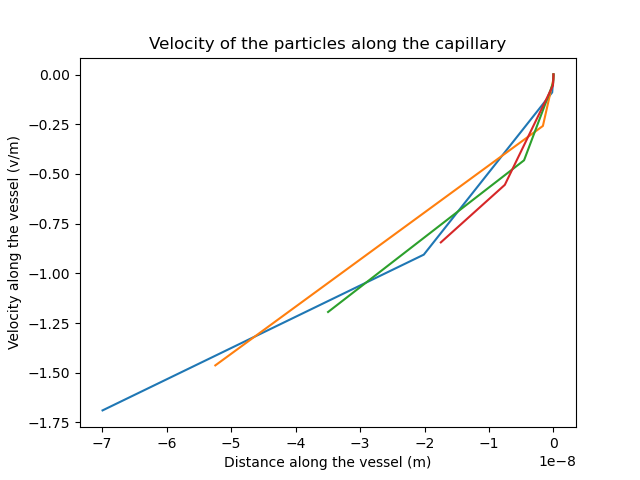 Velocity of the particles along the capillary
Velocity along the vessel (v/m)
0.00
−0.25
−0.50
−0.75
−1.00
−1.25
−1.50
−1.75
−7 −6 −5 −4 −3 −2 −1 0
1e−8
Distance along the vessel (m)